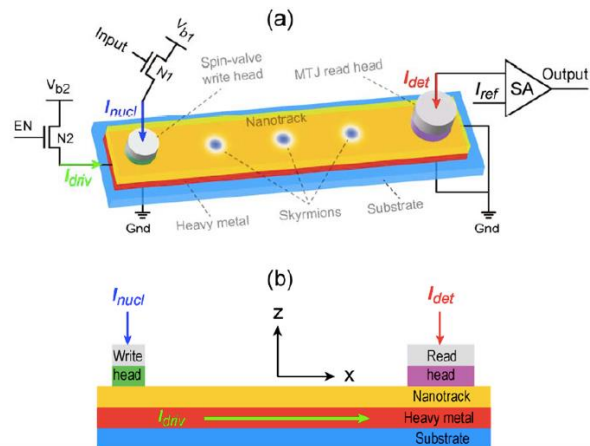 (a)
V_b1
Input
N1
Spin-valve
write head
MTJ read head
I_det
Output
I_ref
SA
V_b2
I_nucl
Nanotrack
EN
N2
I_driv
Gnd
Heavy metal
Skyrmions
Substrate
Gnd
(b)
I_nucl
I_det
z
Write
head
x
Read
head
Nanotrack
I_driv
Heavy metal
Substrate